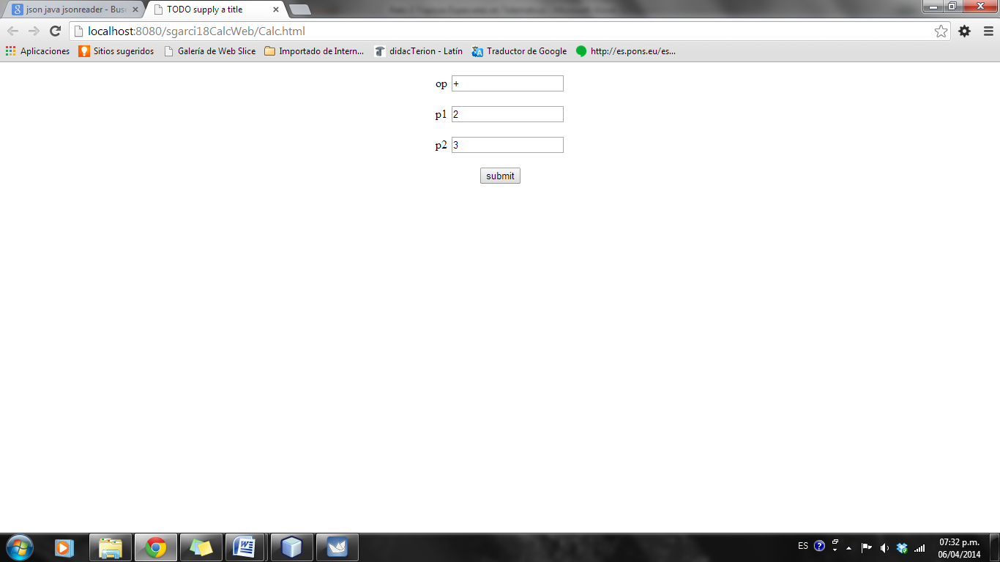 json java jsonreader - Bus
TODO supply a title
localhost:8080/sgarci18CalcWeb/Calc.html
Aplicaciones
Sitios sugeridos
Galería de Web Slice
Importado de Intern...
didacTerion - Latín
Traductor de Google
http://es.pons.eu/es...
op +
p1 2
p2 3
submit
ES
07:32 p.m.
06/04/2014